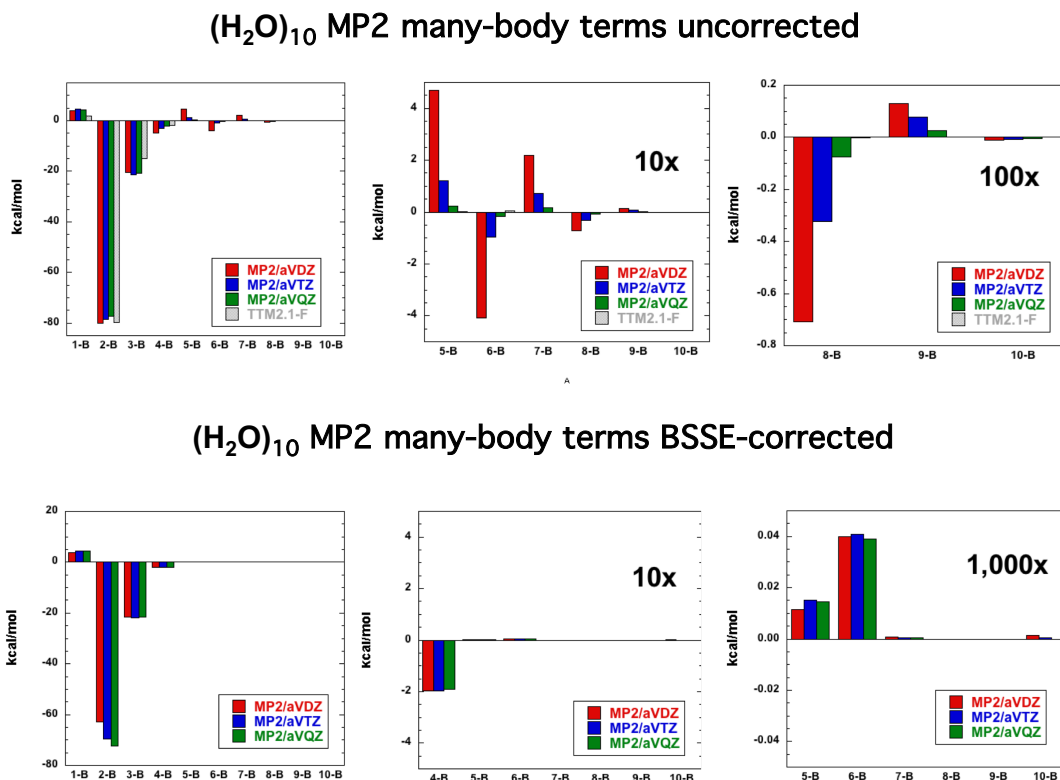 (H₂O)₁₀ MP2 many-body terms uncorrected
kcal/mol
0
-20
-40
-60
-80
1-B 2-B 3-B 4-B 5-B 6-B 7-B 8-B 9-B 10-B
MP2/aVDZ
MP2/aVTZ
MP2/aVQZ
TTM2.1-F
kcal/mol
4
2
0
-2
-4
5-B 6-B 7-B 8-B 9-B 10-B
10x
MP2/aVDZ
MP2/aVTZ
MP2/aVQZ
TTM2.1-F
A
kcal/mol
0.2
0.0
-0.2
-0.4
-0.6
-0.8
8-B 9-B 10-B
100x
MP2/aVDZ
MP2/aVTZ
MP2/aVQZ
TTM2.1-F
(H₂O)₁₀ MP2 many-body terms BSSE-corrected
kcal/mol
20
0
-20
-40
-60
-80
1-B 2-B 3-B 4-B 5-B 6-B 7-B 8-B 9-B 10-B
MP2/aVDZ
MP2/aVTZ
MP2/aVQZ
kcal/mol
4
2
0
-2
-4
4-B 5-B 6-B 7-B 8-B 9-B 10-B
10x
MP2/aVDZ
MP2/aVTZ
MP2/aVQZ
kcal/mol
0.04
0.02
0.00
-0.02
-0.04
5-B 6-B 7-B 8-B 9-B 10-B
1,000x
MP2/aVDZ
MP2/aVTZ
MP2/aVQZ